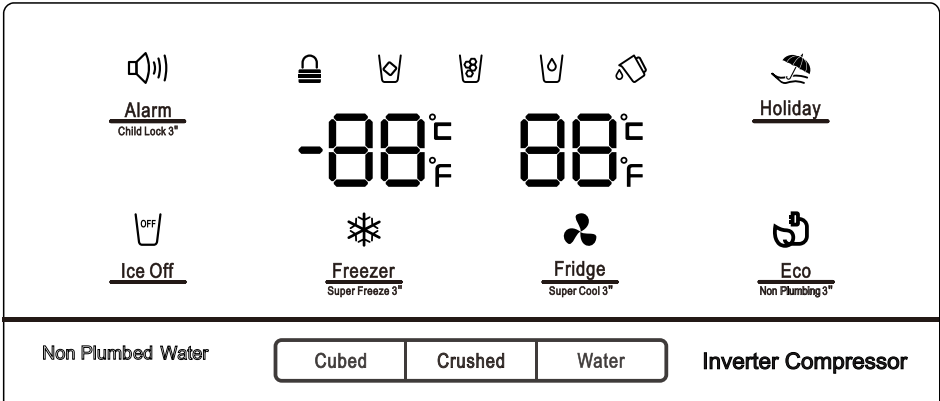 Alarm
Child Lock 3"
-88 °C °F
88 °C °F
Holiday
OFF
Ice Off
Freezer
Super Freeze 3"
Fridge
Super Cool 3"
Eco
Non Plumbing 3"
Non Plumbed Water
Cubed
Crushed
Water
Inverter Compressor